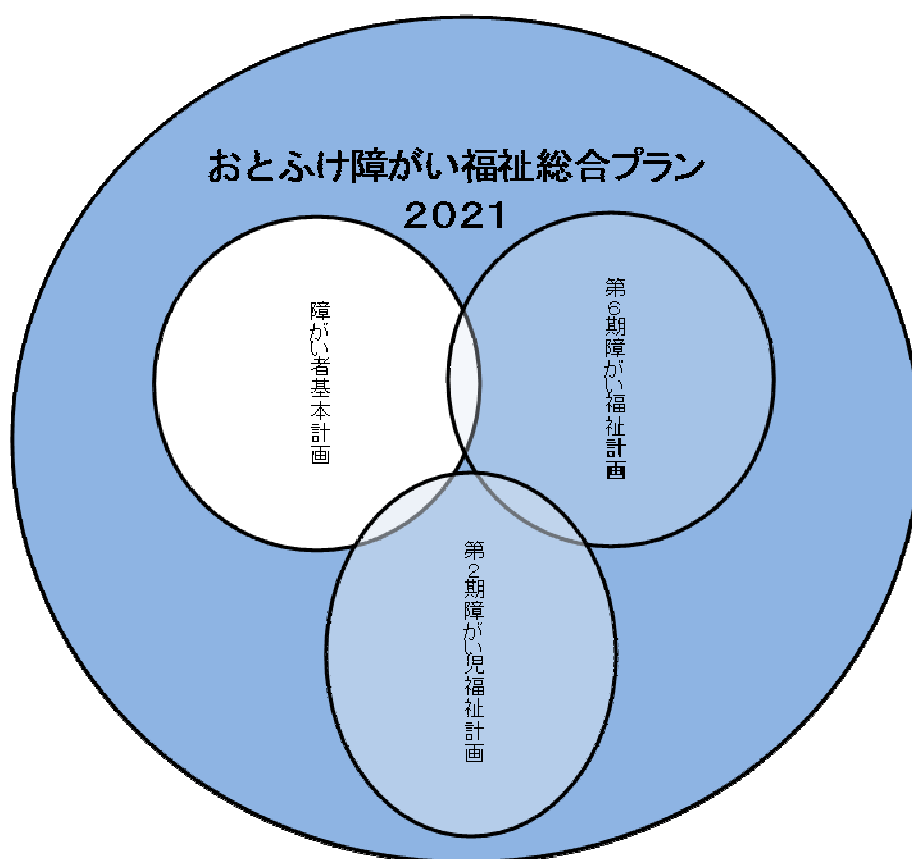 おとふけ障がい福祉総合プラン
２０２１
障がい者基本計画
第６期障がい福祉計画
第２期障がい児福祉計画